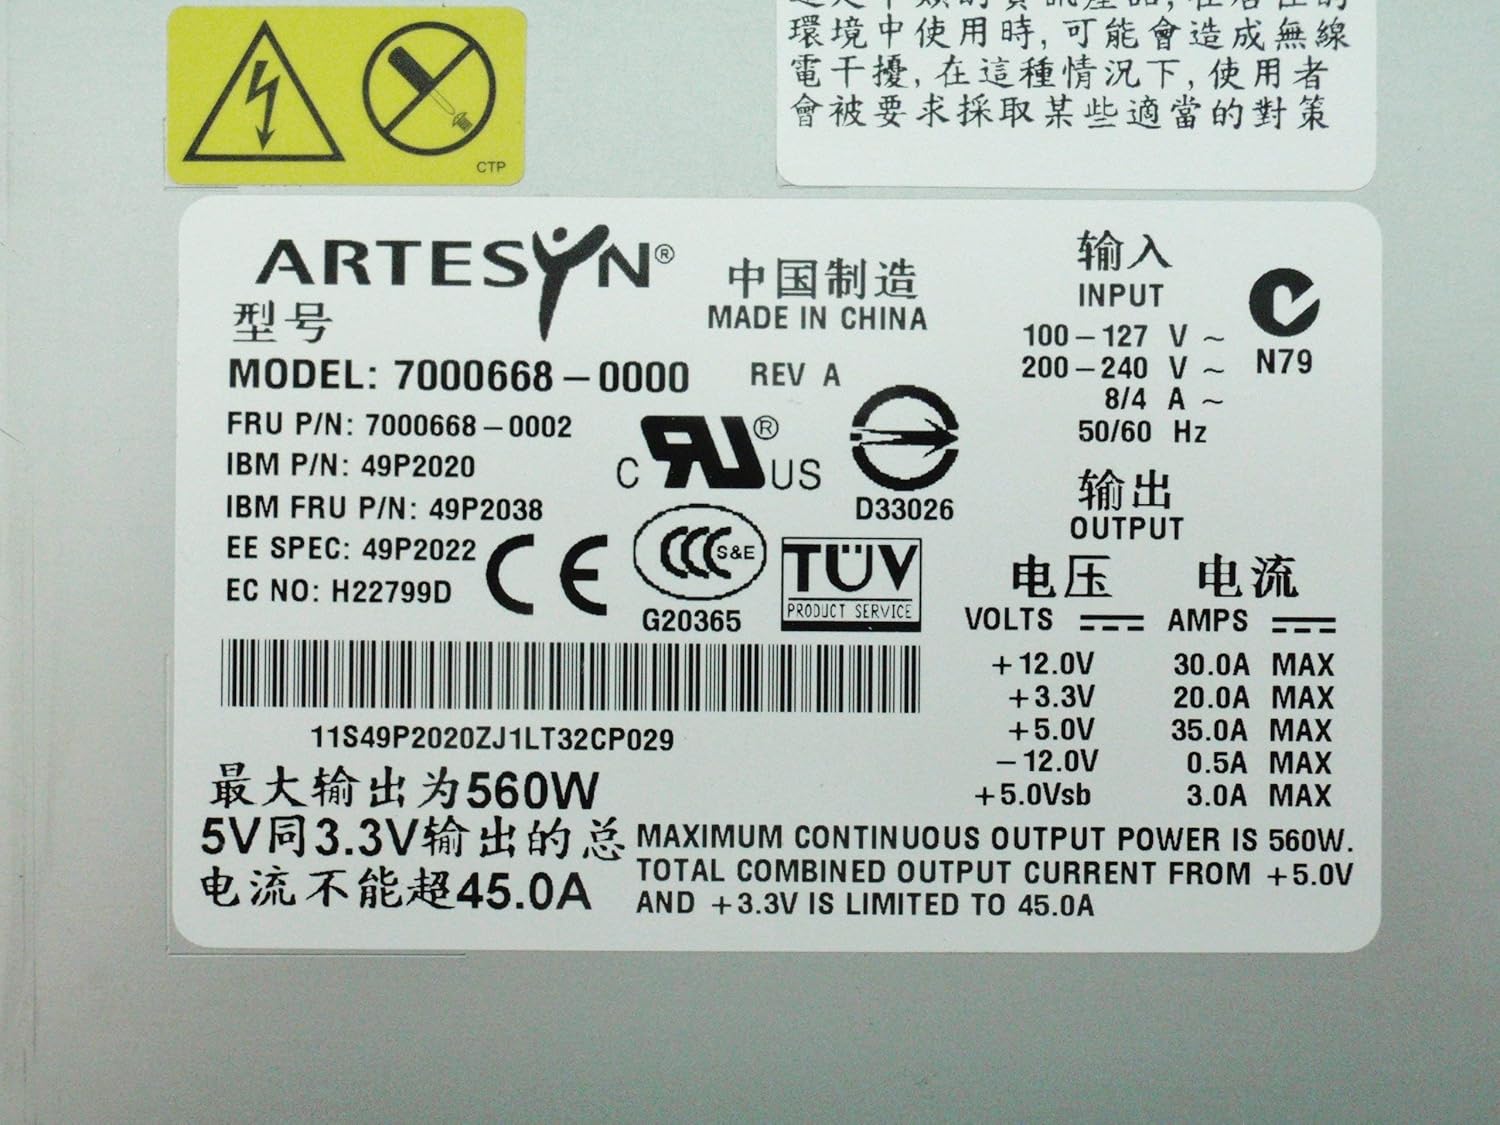 CTP
環境中使用時,可能會造成無線
電干擾,在這種情況下,使用者
會被要求採取某些適當的對策
ARTESYN®
中国制造
MADE IN CHINA
型号
MODEL: 7000668-0000 REV A
FRU P/N: 7000668-0002
IBM P/N: 49P2020
IBM FRU P/N: 49P2038
EE SPEC: 49P2022
EC NO: H22799D
C RU® US
D33026
CE
CCC S&E
G20365
TÜV
PRODUCT SERVICE
输入
INPUT
100-127 V ~
200-240 V ~
8/4 A ~
50/60 Hz
N79
输出
OUTPUT
电压 电流
VOLTS AMPS
+12.0V 30.0A MAX
+3.3V 20.0A MAX
+5.0V 35.0A MAX
-12.0V 0.5A MAX
+5.0Vsb 3.0A MAX
11S49P2020ZJ1LT32CP029
最大输出为560W
5V同3.3V输出的总
电流不能超45.0A
MAXIMUM CONTINUOUS OUTPUT POWER IS 560W.
TOTAL COMBINED OUTPUT CURRENT FROM +5.0V
AND +3.3V IS LIMITED TO 45.0A